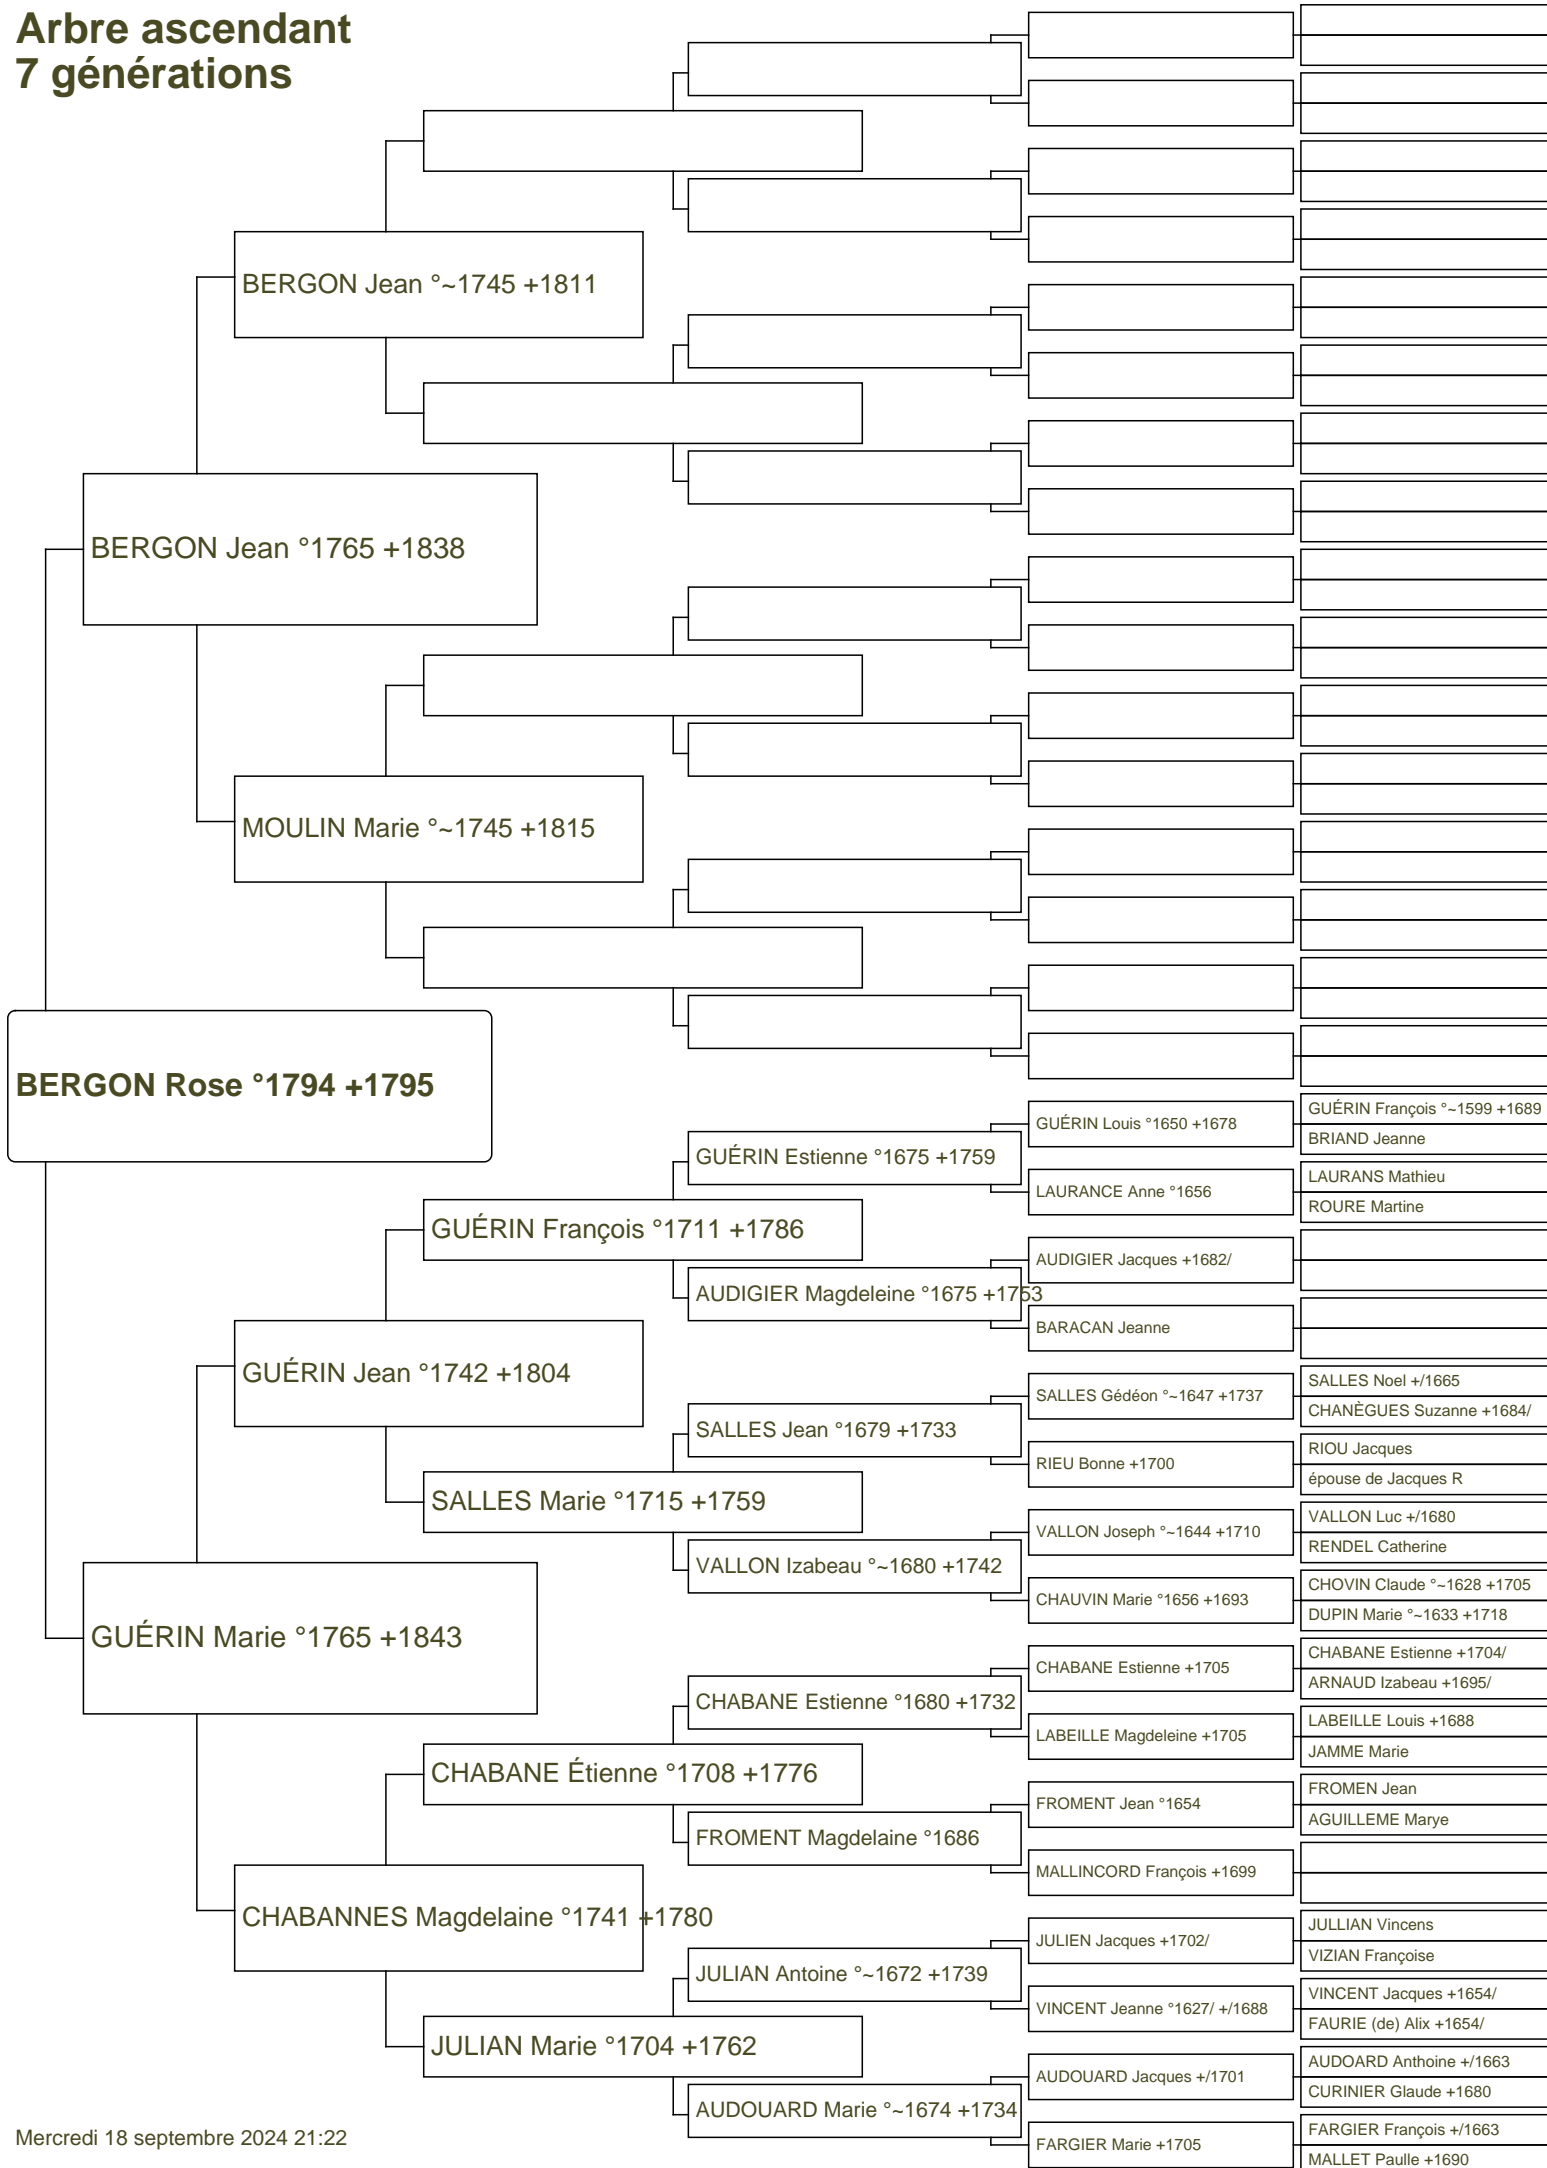 Arbre ascendant
7 générations
BERGON Jean °~1745 +1811
BERGON Jean °1765 +1838
MOULIN Marie °~1745 +1815
BERGON Rose °1794 +1795
GUÉRIN François °~1599 +1689
GUÉRIN Louis °1650 +1678
BRIAND Jeanne
GUÉRIN Estienne °1675 +1759
LAURANS Mathieu
LAURANCE Anne °1656
ROURE Martine
GUÉRIN François °1711 +1786
AUDIGIER Jacques +1682/
AUDIGIER Magdeleine °1675 +1753
BARACAN Jeanne
GUÉRIN Jean °1742 +1804
SALLES Noel +/1665
SALLES Gédéon °~1647 +1737
CHANÈGUES Suzanne +1684/
SALLES Jean °1679 +1733
RIOU Jacques
RIEU Bonne +1700
épouse de Jacques R
SALLES Marie °1715 +1759
VALLON Luc +/1680
VALLON Joseph °~1644 +1710
RENDEL Catherine
VALLON Izabeau °~1680 +1742
CHOVIN Claude °~1628 +1705
CHAUVIN Marie °1656 +1693
DUPIN Marie °~1633 +1718
GUÉRIN Marie °1765 +1843
CHABANE Estienne +1704/
CHABANE Estienne +1705
ARNAUD Izabeau +1695/
CHABANE Estienne °1680 +1732
LABEILLE Louis +1688
LABEILLE Magdeleine +1705
JAMME Marie
CHABANE Étienne °1708 +1776
FROMEN Jean
FROMENT Jean °1654
AGUILLEME Marye
FROMENT Magdelaine °1686
MALLINCORD François +1699
CHABANNES Magdelaine °1741 +1780
JULLIAN Vincens
JULIEN Jacques +1702/
VIZIAN Françoise
JULIAN Antoine °~1672 +1739
VINCENT Jacques +1654/
VINCENT Jeanne °1627/ +/1688
FAURIE (de) Alix +1654/
JULIAN Marie °1704 +1762
AUDOARD Anthoine +/1663
AUDOUARD Jacques +/1701
CURINIER Glaude +1680
AUDOUARD Marie °~1674 +1734
FARGIER François +/1663
FARGIER Marie +1705
MALLET Paulle +1690
Mercredi 18 septembre 2024 21:22